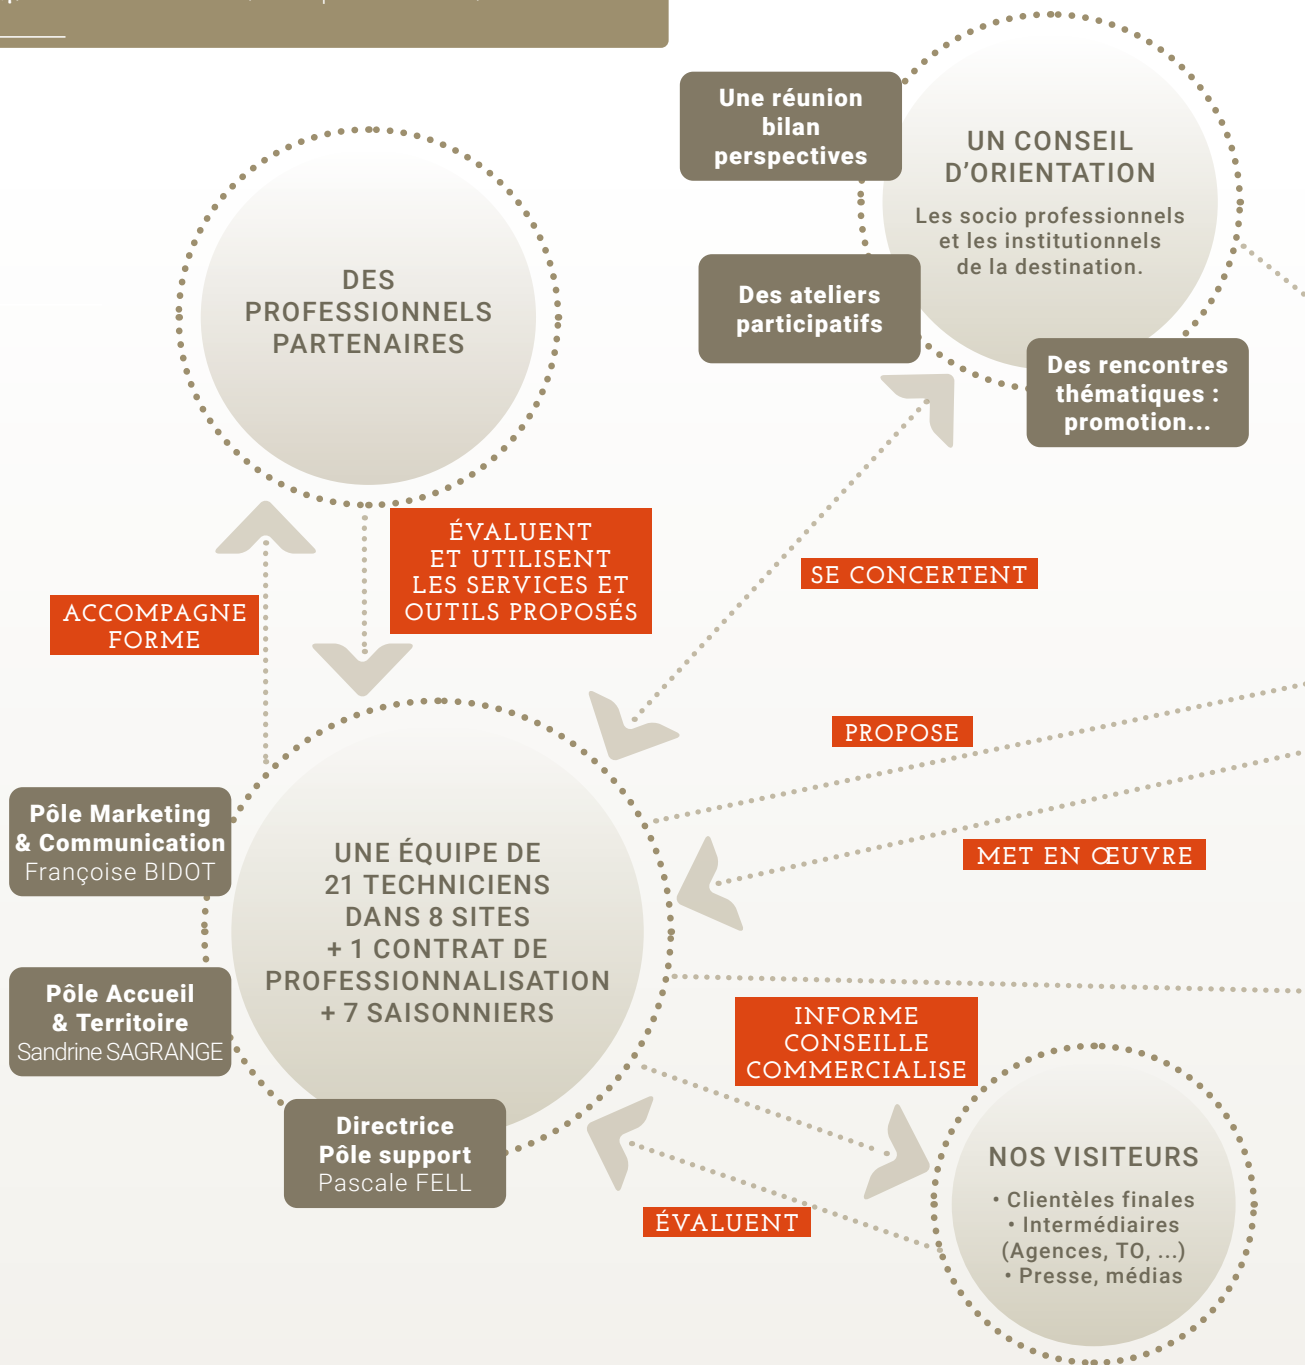 Une réunion
bilan
perspectives
UN CONSEIL
D’ORIENTATION
Les socio professionnels
et les institutionnels
de la destination.
Des ateliers
participatifs
Des rencontres
thématiques :
promotion...
DES
PROFESSIONNELS
PARTENAIRES
ACCOMPAGNE
FORME
ÉVALUENT
ET UTILISENT
LES SERVICES ET
OUTILS PROPOSÉS
SE CONCERTENT
PROPOSE
MET EN ŒUVRE
Pôle Marketing
& Communication
Françoise BIDOT
UNE ÉQUIPE DE
21 TECHNICIENS
DANS 8 SITES
+ 1 CONTRAT DE
PROFESSIONNALISATION
+ 7 SAISONNIERS
Pôle Accueil
& Territoire
Sandrine SAGRANGE
Directrice
Pôle support
Pascale FELL
INFORME
CONSEILLE
COMMERCIALISE
ÉVALUENT
NOS VISITEURS
• Clientèles finales
• Intermédiaires
(Agences, TO, ...)
• Presse, médias